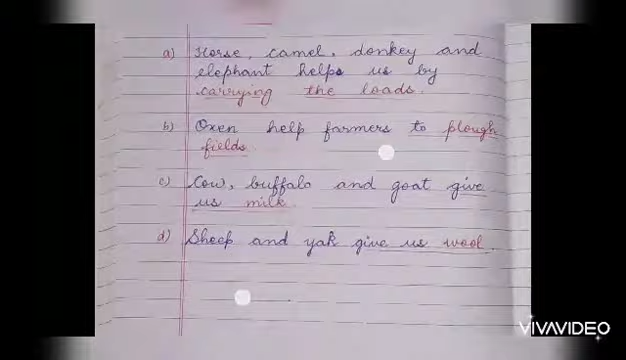 a) Horse, camel, donkey and
elephant helps us by
carrying the loads.
b) Oxen help farmers to plough
fields.
c) Cow, buffalo and goat give
us milk.
d) Sheep and yak give us wool.
VIVAVIDEO